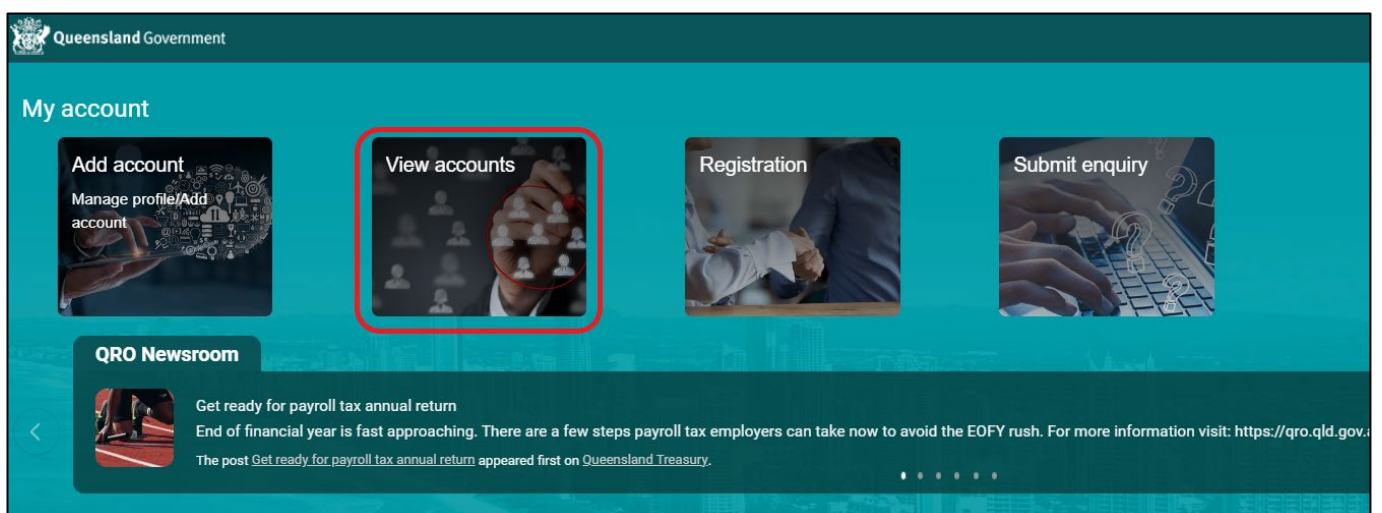 Queensland Government
My account
Add account
Manage profile/Add
account
View accounts
Registration
Submit enquiry
QRO Newsroom
Get ready for payroll tax annual return
End of financial year is fast approaching. There are a few steps payroll tax employers can take now to avoid the EOFY rush. For more information visit: https://qro.qld.gov.a
The post Get ready for payroll tax annual return appeared first on Queensland Treasury.